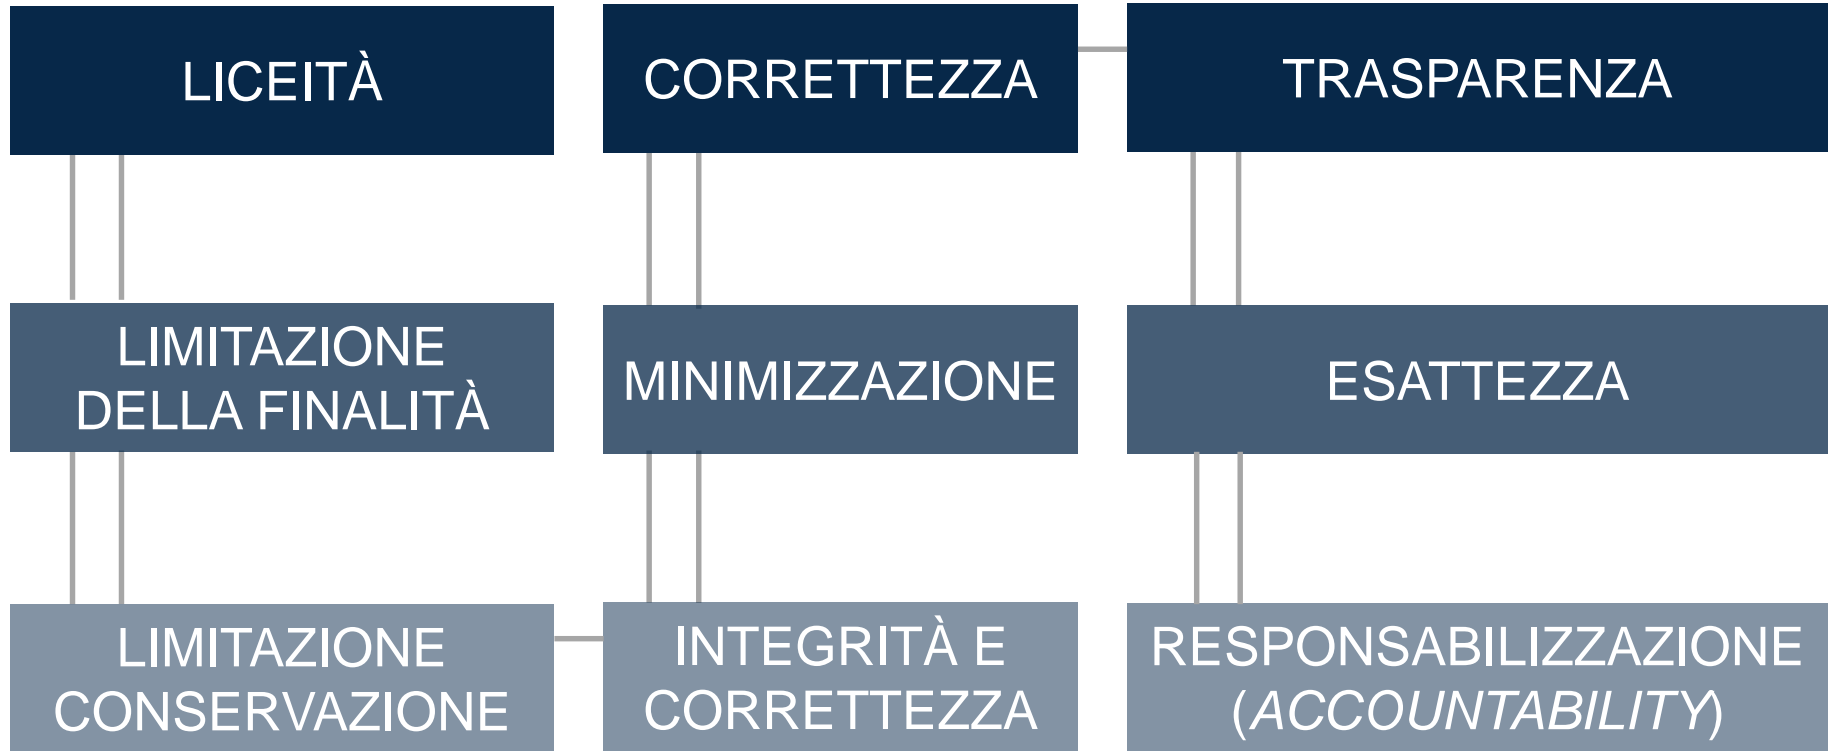 LICEITÀ
CORRETTEZZA
TRASPARENZA
LIMITAZIONE
DELLA FINALITÀ
MINIMIZZAZIONE
ESATTEZZA
LIMITAZIONE
CONSERVAZIONE
INTEGRITÀ E
CORRETTEZZA
RESPONSABILIZZAZIONE
(ACCOUNTABILITY)